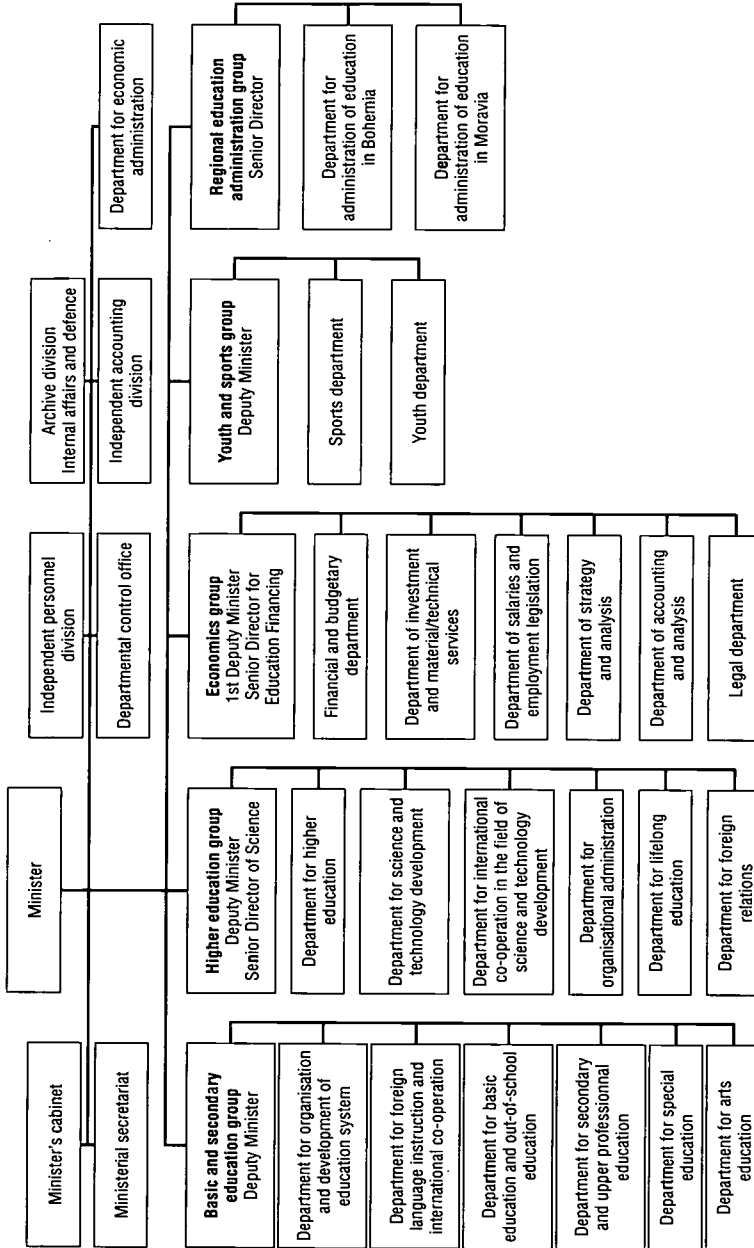 Minister
Minister's cabinet
Ministerial secretariat
Independent personnel
division
Departmental control office
Archive division
Internal affairs and defence
Independent accounting
division
Department for economic
administration
Basic and secondary
education group
Deputy Minister
Department for organisation
and development of
education system
Department for foreign
language instruction and
international co-operation
Department for basic
education and out-of-school
education
Department for secondary
and upper professionnal
education
Department for special
education
Department for arts
education
Higher education group
Deputy Minister
Senior Director of Science
Department for higher
education
Department for science and
technology development
Department for international
co-operation in the field of
science and technology
development
Department for
organisational administration
Department for lifelong
education
Department for foreign
relations
Economics group
1st Deputy Minister
Senior Director for
Education Financing
Financial and budgetary
department
Department of investment
and material/technical
services
Department of salaries and
employment legislation
Department of strategy
and analysis
Department of accounting
and analysis
Legal department
Youth and sports group
Deputy Minister
Sports department
Youth department
Regional education
administration group
Senior Director
Department for
administration of education
in Bohemia
Department for
administration of education
in Moravia